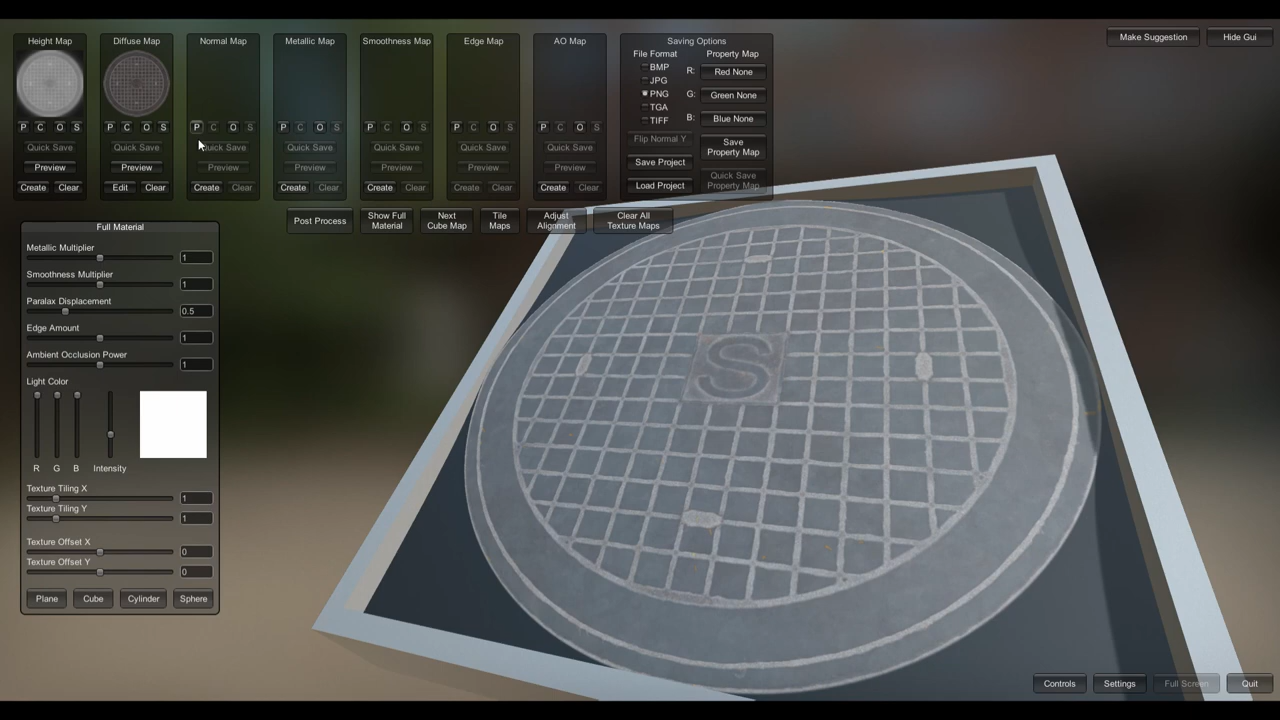 Height Map
Diffuse Map
Normal Map
Metallic Map
Smoothness Map
Edge Map
AO Map
P C O S
P C O S
P C O S
P C O S
P C O S
P C O S
P C O S
Quick Save
Quick Save
Quick Save
Quick Save
Quick Save
Quick Save
Quick Save
Preview
Preview
Preview
Preview
Preview
Preview
Preview
Create Clear
Edit Clear
Create Clear
Create Clear
Create Clear
Create Clear
Create Clear
Saving Options
File Format
BMP
JPG
PNG
TGA
TIFF
Flip Normal Y
Save Project
Load Project
Property Map
R: Red None
G: Green None
B: Blue None
Save
Property Map
Quick Save
Property Map
Make Suggestion
Hide Gui
Post Process
Show Full
Material
Next
Cube Map
Tile
Maps
Adjust
Alignment
Clear All
Texture Maps
Full Material
Metallic Multiplier
1
Smoothness Multiplier
1
Paralax Displacement
0.5
Edge Amount
1
Ambient Occlusion Power
1
Light Color
R G B Intensity
Texture Tiling X
1
Texture Tiling Y
1
Texture Offset X
0
Texture Offset Y
0
Plane
Cube
Cylinder
Sphere
S
Controls
Settings
Full Screen
Quit